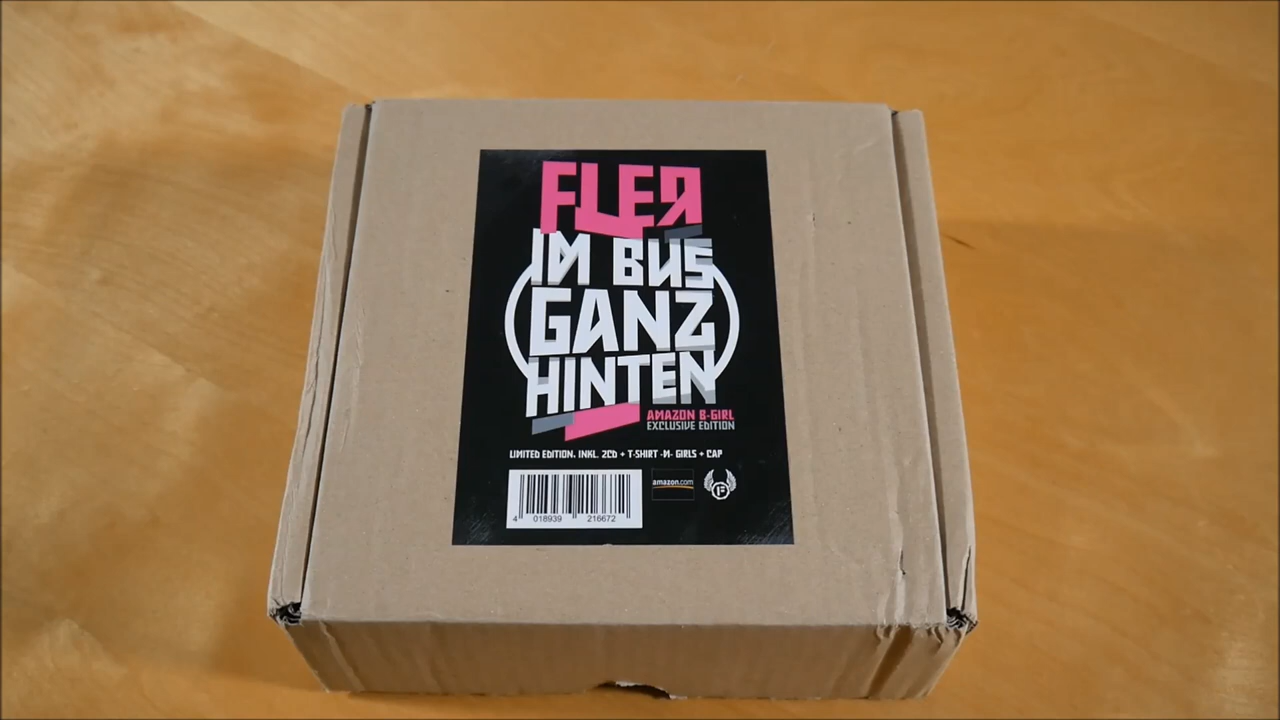 FLER
IM BUS
GANZ
HINTEN
AMAZON B-GIRL
EXCLUSIVE EDITION
LIMITED EDITION. INKL. 2CD + T-SHIRT -M- GIRLS + CAP
amazon.com
4 018939 216672